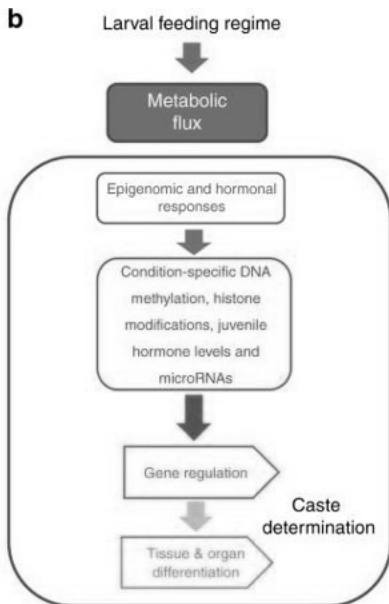 b
Larval feeding regime
Metabolic
flux
Epigenomic and hormonal
responses
Condition-specific DNA
methylation, histone
modifications, juvenile
hormone levels and
microRNAs
Gene regulation
Caste
determination
Tissue & organ
differentiation